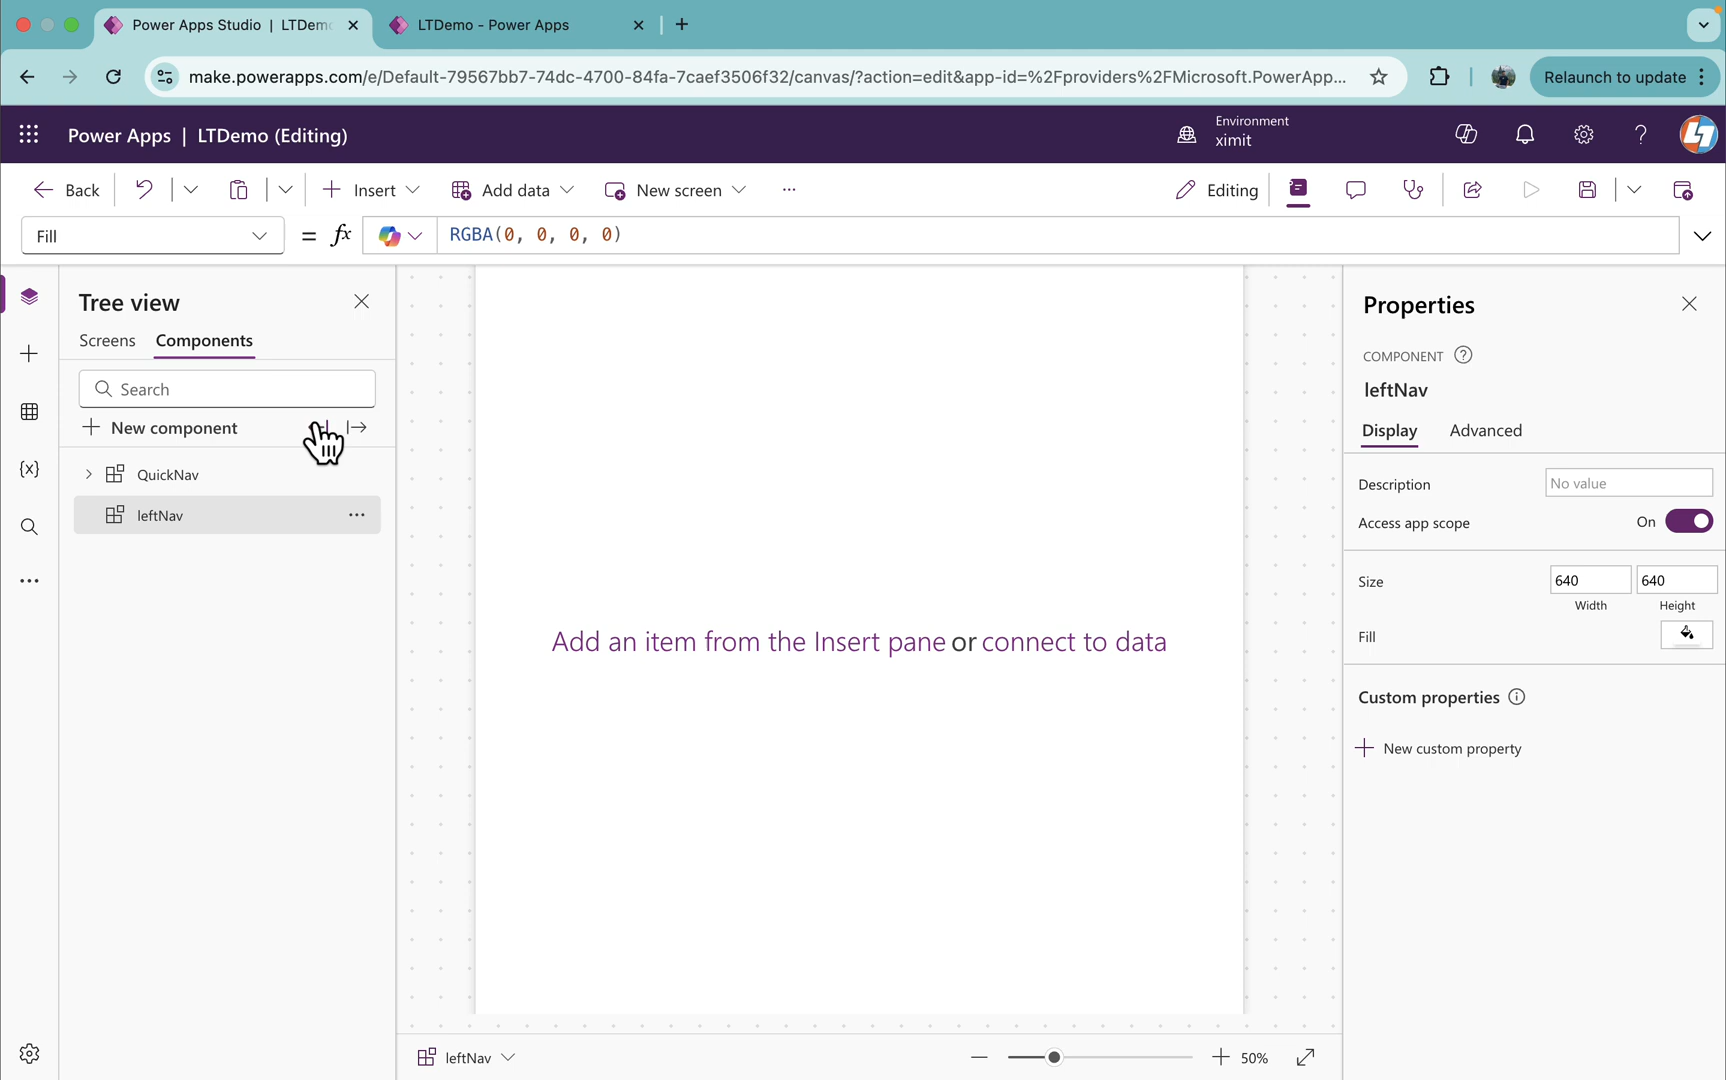 Power Apps Studio | LTDemo
LTDemo - Power Apps
make.powerapps.com/e/Default-79567bb7-74dc-4700-84fa-7caef3506f32/canvas/?action=edit&app-id=%2Fproviders%2FMicrosoft.PowerApp...
Relaunch to update
Power Apps | LTDemo (Editing)
Environment
ximit
Back
Insert
Add data
New screen
Editing
Fill
= fx
RGBA(0, 0, 0, 0)
Tree view
Screens
Components
Search
New component
QuickNav
leftNav
Add an item from the Insert pane or connect to data
leftNav
50%
Properties
COMPONENT
leftNav
Display
Advanced
Description
No value
Access app scope
On
Size
640
640
Width
Height
Fill
Custom properties
New custom property